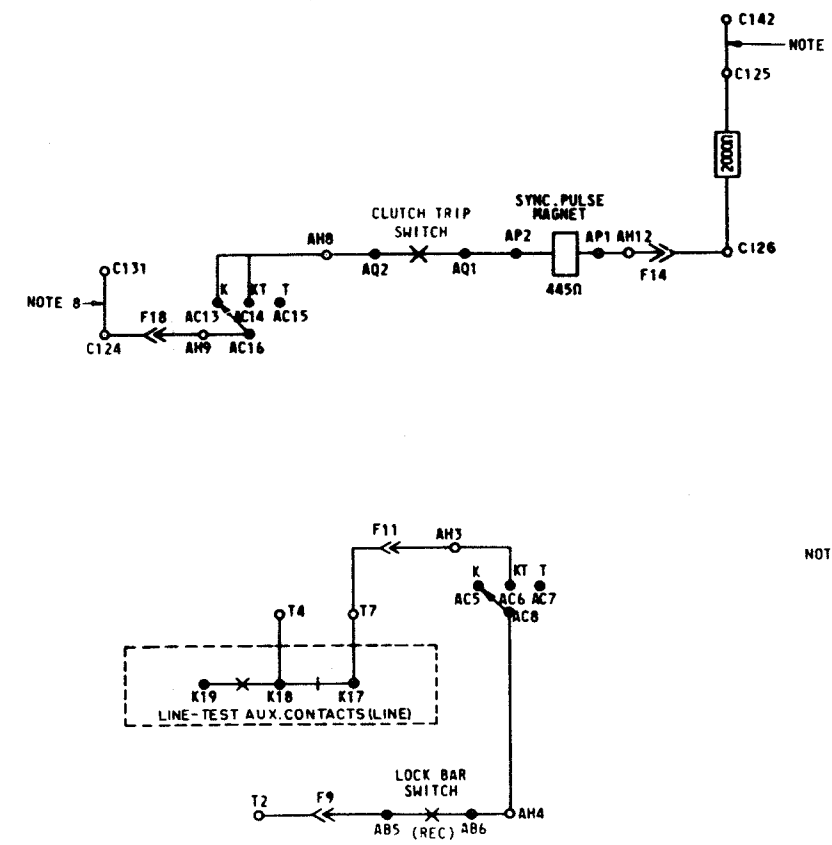 C142
NOTE
C125
2000Ω
SYNC. PULSE
MAGNET
CLUTCH TRIP
SWITCH
AH8
AP2
AP1 AH12
C126
AQ2
AQ1
F14
445Ω
C131
K KT T
NOTE 8
F18
AC13 AC14 AC15
C124
AH9 AC16
F11
AH3
NOT
K KT T
AC5 AC6 AC7
AC8
T4
T7
K19
K18
K17
LINE-TEST AUX. CONTACTS (LINE)
LOCK BAR
SWITCH
T2
F9
AH4
AB5 (REC) AB6